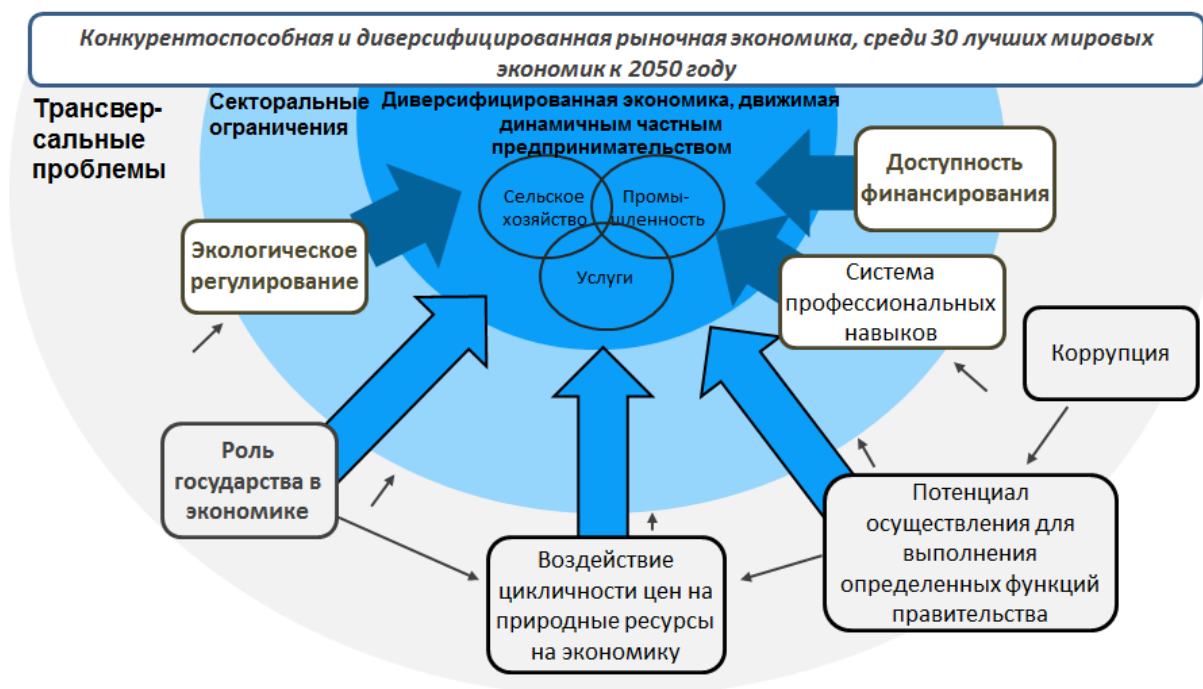 Конкурентоспособная и диверсифицированная рыночная экономика, среди 30 лучших мировых
экономик к 2050 году
Трансвер-
сальные
проблемы
Секторальные
ограничения
Диверсифицированная экономика, движимая
динамичным частным
предпринимательством
Сельское
хозяйство
Промы-
шленность
Услуги
Доступность
финансирования
Экологическое
регулирование
Система
профессиональных
навыков
Коррупция
Роль
государства в
экономике
Воздействие
цикличности цен на
природные ресурсы
на экономику
Потенциал
осуществления для
выполнения
определенных функций
правительства